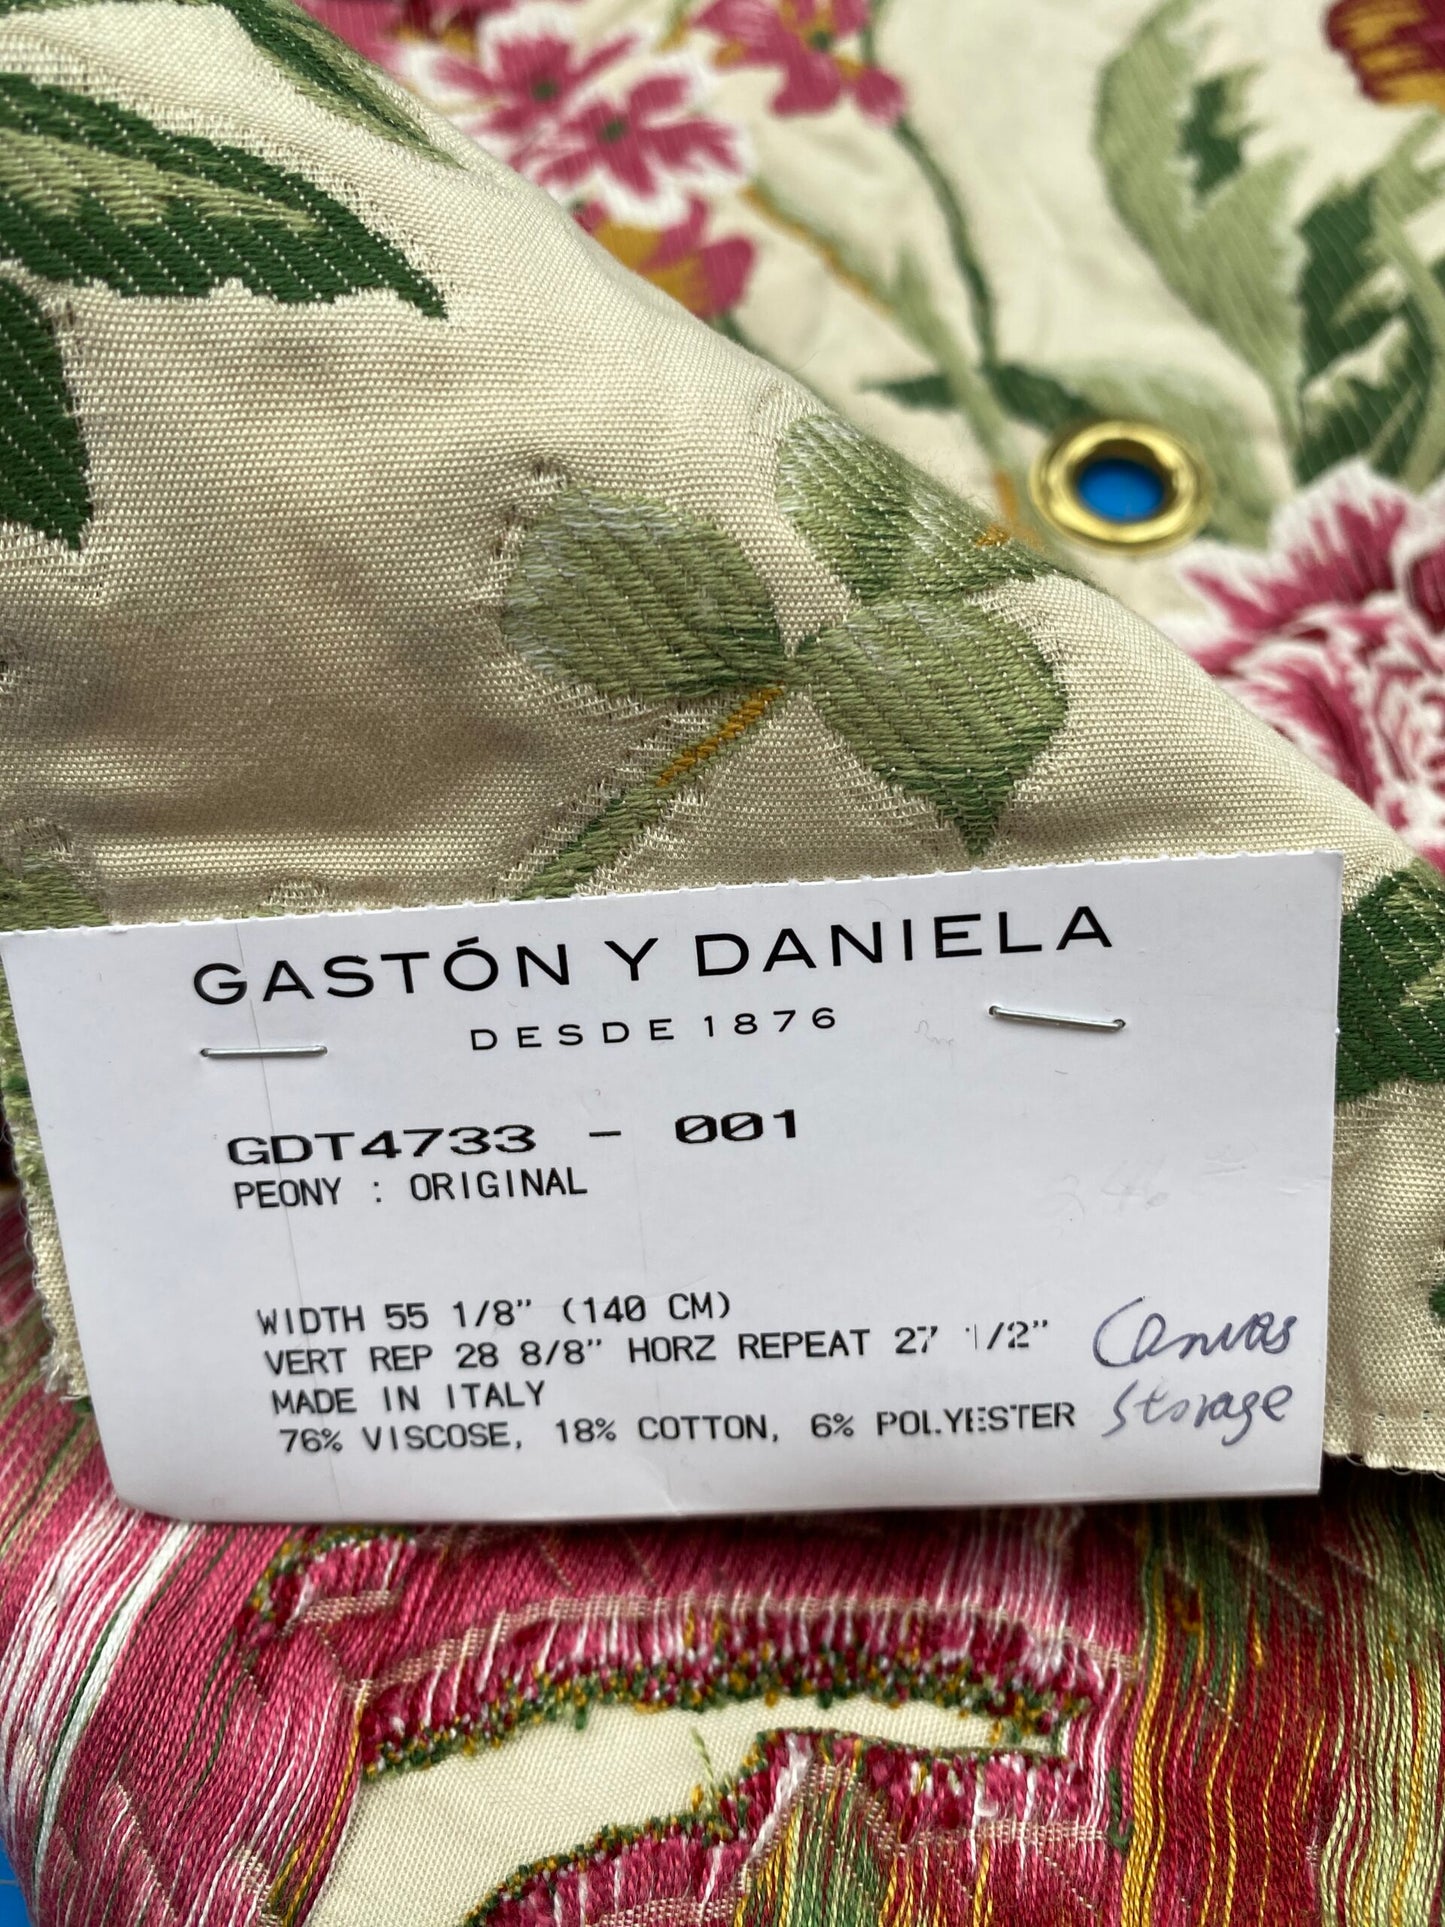 GASTÓN Y DANIELA
DESDE 1876
GDT4733 - 001
PEONY : ORIGINAL
WIDTH 55 1/8" (140 CM)
VERT REP 28 8/8" HORZ REPEAT 27 1/2"
MADE IN ITALY
76% VISCOSE, 18% COTTON, 6% POLYESTER
Canvas
Storage